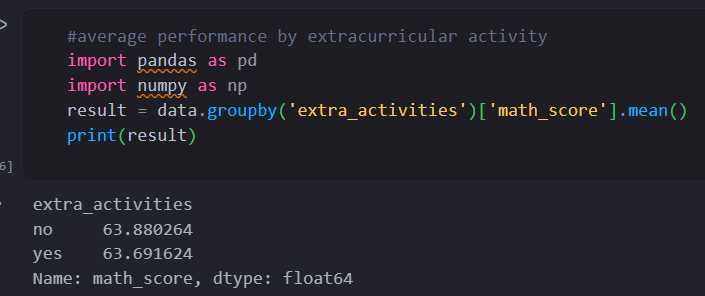 #average performance by extracurricular activity
import pandas as pd
import numpy as np
result = data.groupby('extra_activities')['math_score'].mean()
print(result)
6]
extra_activities
no     63.880264
yes    63.691624
Name: math_score, dtype: float64